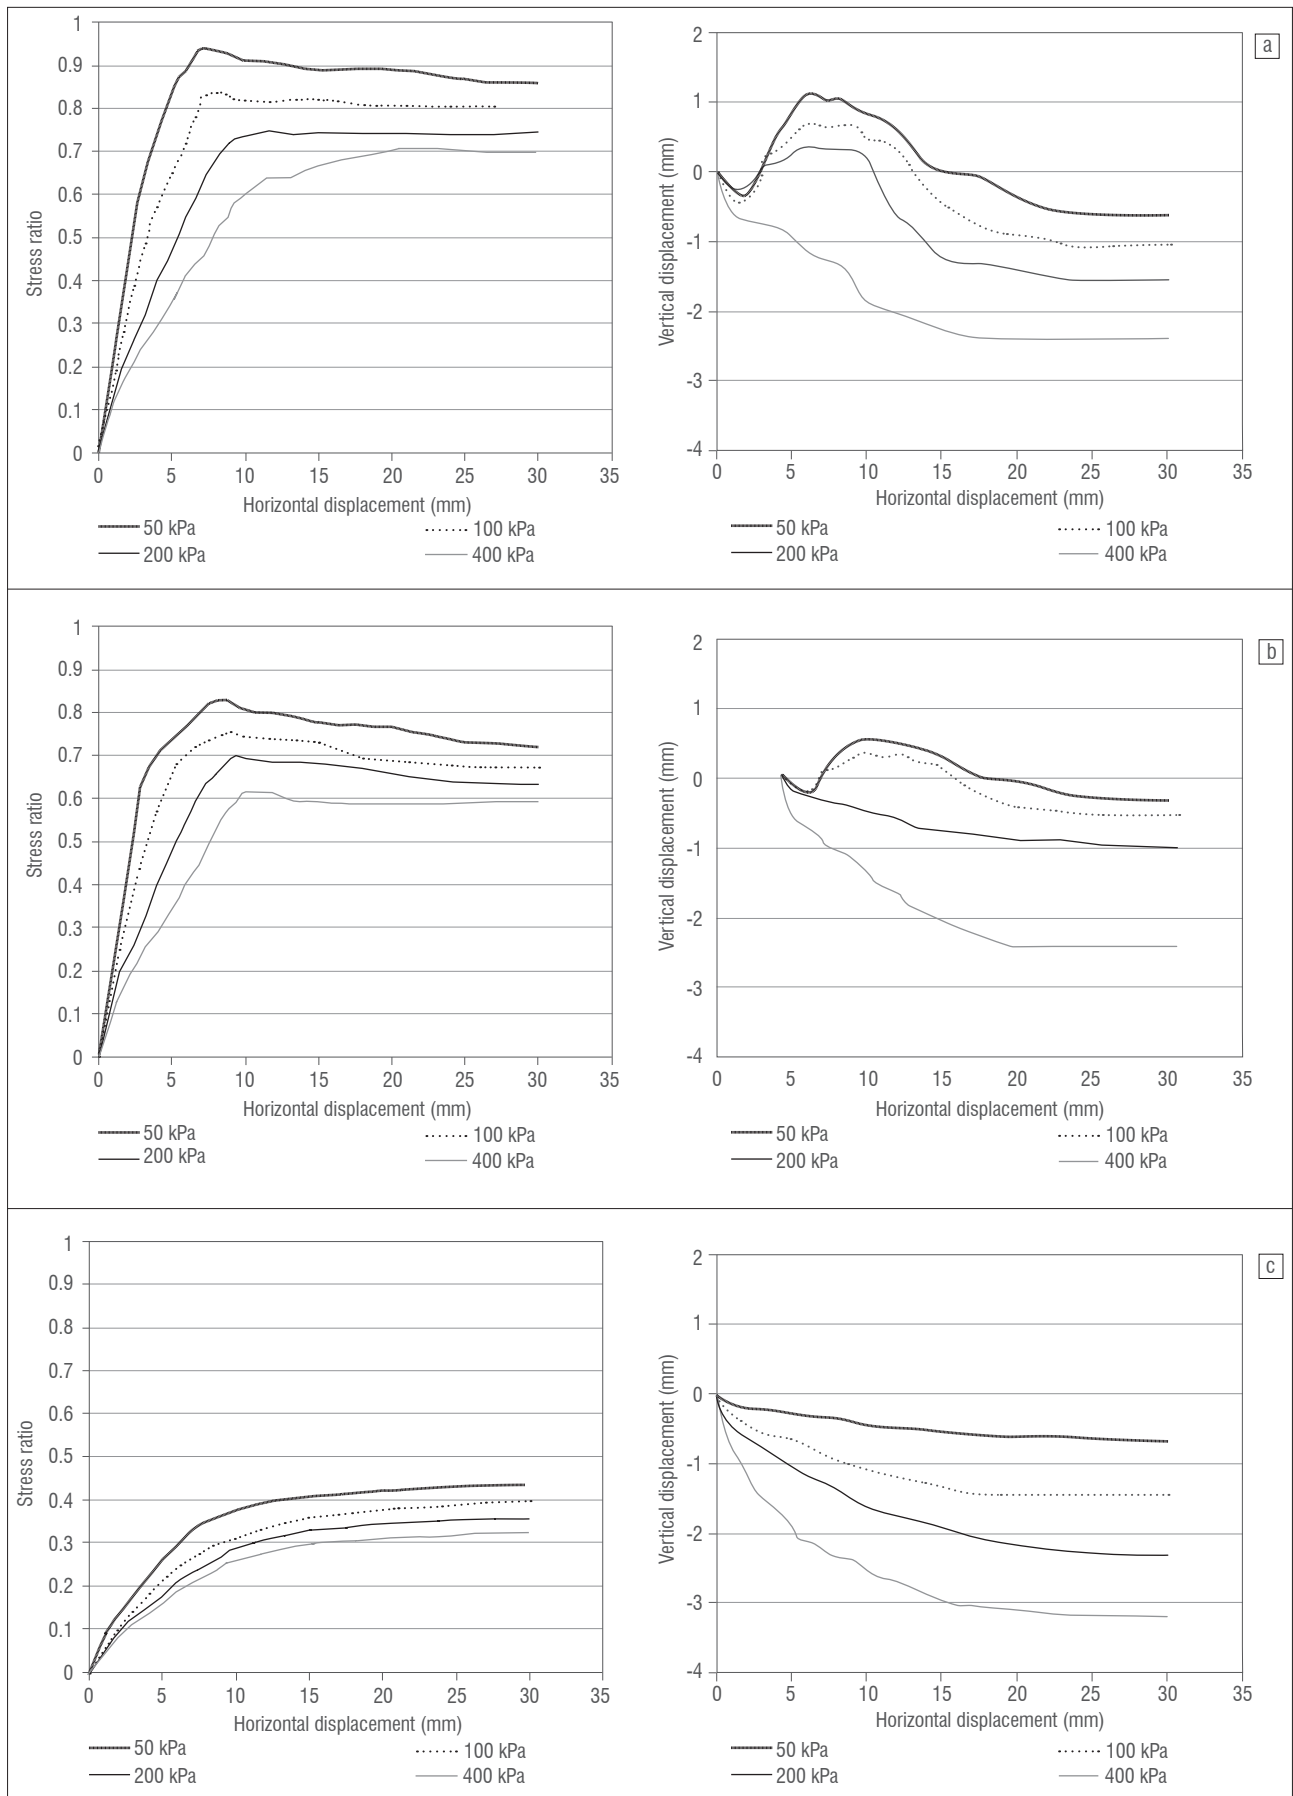 a
Stress ratio
1
0.9
0.8
0.7
0.6
0.5
0.4
0.3
0.2
0.1
0
0 5 10 15 20 25 30 35
Horizontal displacement (mm)
50 kPa 100 kPa
200 kPa 400 kPa
Vertical displacement (mm)
2
1
0
-1
-2
-3
-4
0 5 10 15 20 25 30 35
Horizontal displacement (mm)
50 kPa 100 kPa
200 kPa 400 kPa
b
Stress ratio
1
0.9
0.8
0.7
0.6
0.5
0.4
0.3
0.2
0.1
0
0 5 10 15 20 25 30 35
Horizontal displacement (mm)
50 kPa 100 kPa
200 kPa 400 kPa
Vertical displacement (mm)
2
1
0
-1
-2
-3
-4
0 5 10 15 20 25 30 35
Horizontal displacement (mm)
50 kPa 100 kPa
200 kPa 400 kPa
c
Stress ratio
1
0.9
0.8
0.7
0.6
0.5
0.4
0.3
0.2
0.1
0
0 5 10 15 20 25 30 35
Horizontal displacement (mm)
50 kPa 100 kPa
200 kPa 400 kPa
Vertical displacement (mm)
2
1
0
-1
-2
-3
-4
0 5 10 15 20 25 30 35
Horizontal displacement (mm)
50 kPa 100 kPa
200 kPa 400 kPa